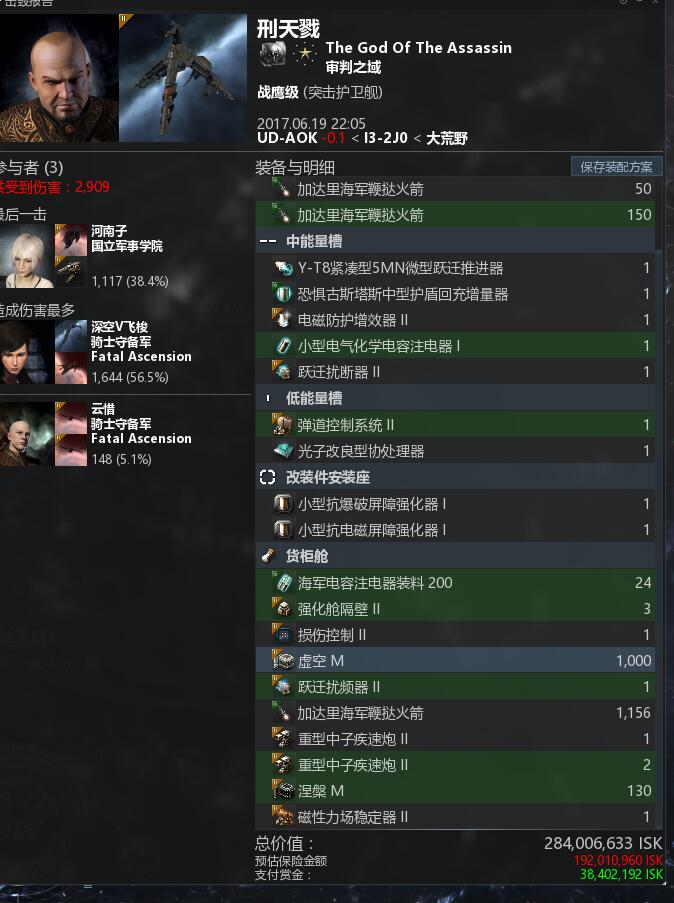 击毁报告
刑天戮
The God Of The Assassin
审判之域
战鹰级 (突击护卫舰)
2017.06.19 22:05
UD-AOK -0.1 < I3-2J0 < 大荒野
参与者 (3)
共受到伤害：2,909
最后一击
河南子
国立军事学院
1,117 (38.4%)
造成伤害最多
深空V飞梭
骑士守备军
Fatal Ascension
1,644 (56.5%)
云借
骑士守备军
Fatal Ascension
148 (5.1%)
装备与明细
保存装配方案
加达里海军鞭挞火箭 50
加达里海军鞭挞火箭 150
中能量槽
Y-T8紧凑型5MN微型跃迁推进器 1
恐惧古斯塔斯中型护盾回充增量器 1
电磁防护增效器 II 1
小型电气化学电容注电器 I 1
跃迁扰断器 II 1
低能量槽
弹道控制系统 II 1
光子改良型协处理器 1
改装件安装座
小型抗爆破屏障强化器 I 1
小型抗电磁屏障强化器 I 1
货柜舱
海军电容注电器装料 200 24
强化舱隔壁 II 3
损伤控制 II 1
虚空 M 1,000
跃迁扰频器 II 1
加达里海军鞭挞火箭 1,156
重型中子疾速炮 II 1
重型中子疾速炮 II 2
涅槃 M 130
磁性力场稳定器 II 1
总价值： 284,006,633 ISK
预估保险金额 192,010,960 ISK
支付赏金： 38,402,192 ISK